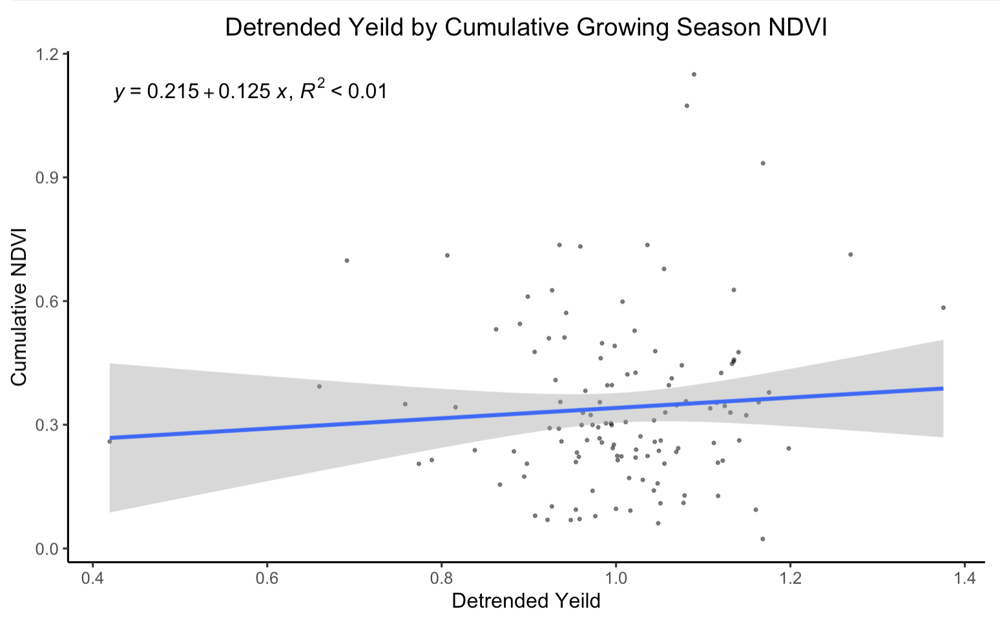 Detrended Yeild by Cumulative Growing Season NDVI
y = 0.215 + 0.125 x, R² < 0.01
Cumulative NDVI
1.2
0.9
0.6
0.3
0.0
0.4 0.6 0.8 1.0 1.2 1.4
Detrended Yeild